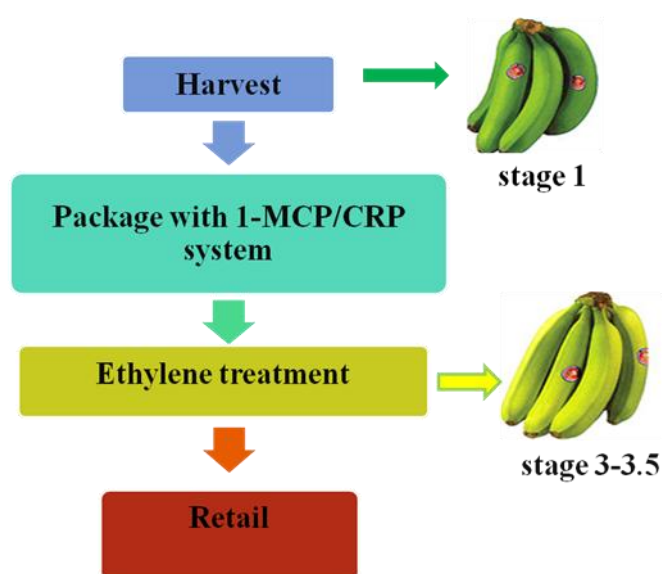 Harvest
stage 1
Package with 1-MCP/CRP
system
Ethylene treatment
stage 3-3.5
Retail